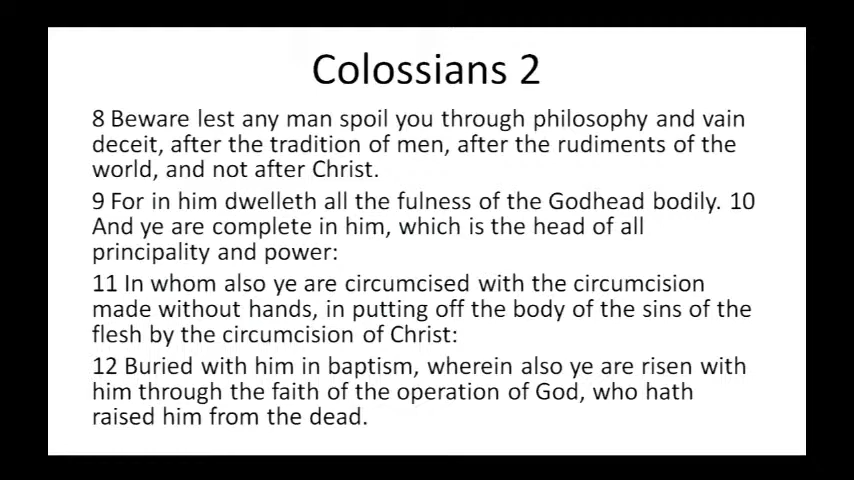 Colossians 2
8 Beware lest any man spoil you through philosophy and vain
deceit, after the tradition of men, after the rudiments of the
world, and not after Christ.
9 For in him dwelleth all the fulness of the Godhead bodily. 10
And ye are complete in him, which is the head of all
principality and power:
11 In whom also ye are circumcised with the circumcision
made without hands, in putting off the body of the sins of the
flesh by the circumcision of Christ:
12 Buried with him in baptism, wherein also ye are risen with
him through the faith of the operation of God, who hath
raised him from the dead.